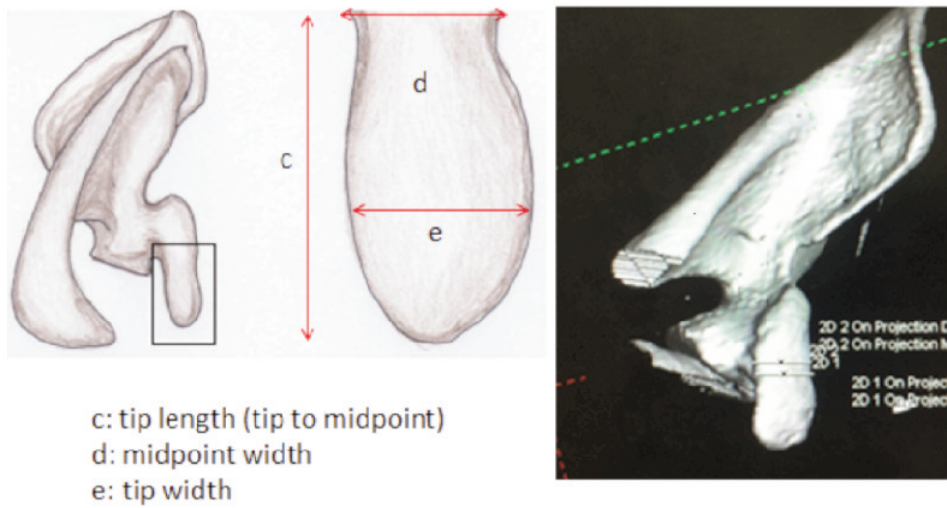 d
c
e
2D 2 On Projection D
2D 2 On Projection M
2D 1
2D 1 On Projec
2D 1 On Projec
c: tip length (tip to midpoint)
d: midpoint width
e: tip width